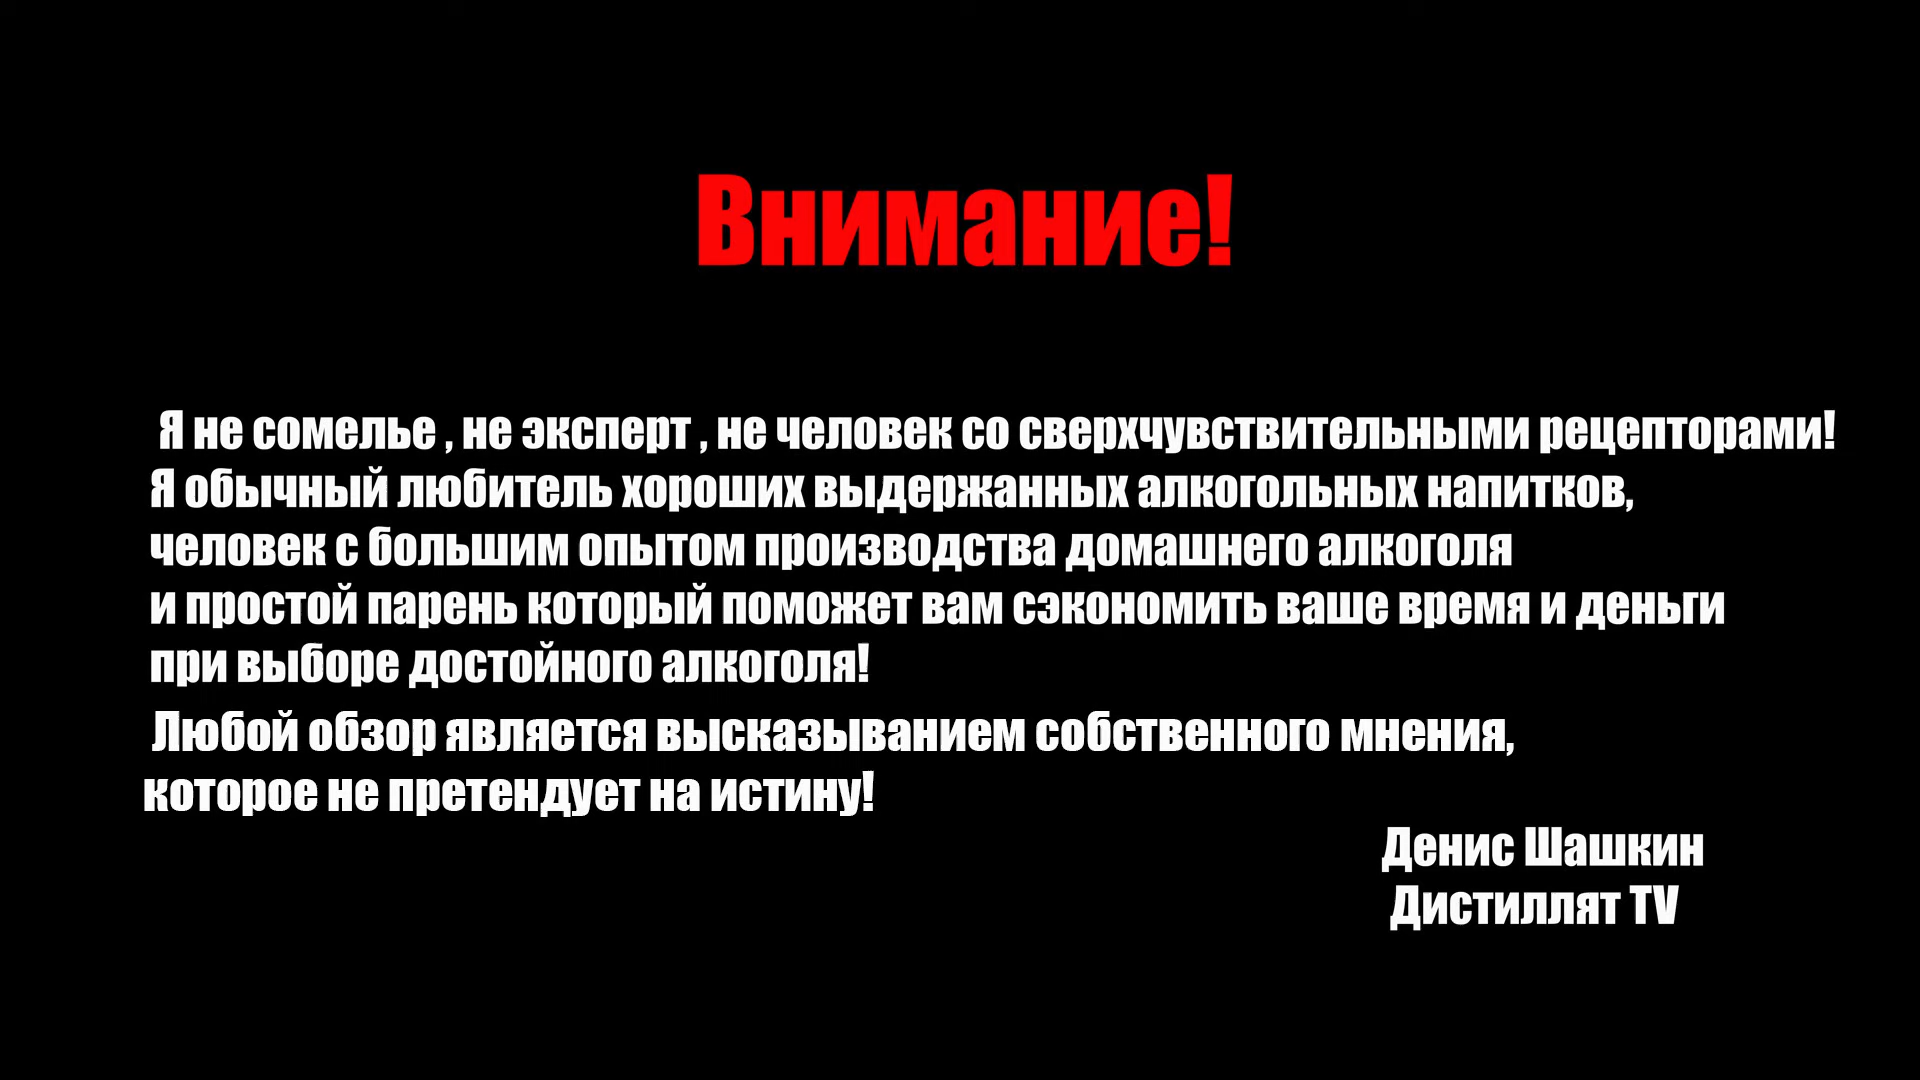 Внимание!
Я не сомелье , не эксперт , не человек со сверхчувствительными рецепторами!
Я обычный любитель хороших выдержанных алкогольных напитков,
человек с большим опытом производства домашнего алкоголя
и простой парень который поможет вам сэкономить ваше время и деньги
при выборе достойного алкоголя!
Любой обзор является высказыванием собственного мнения,
которое не претендует на истину!
Денис Шашкин
Дистиллят TV